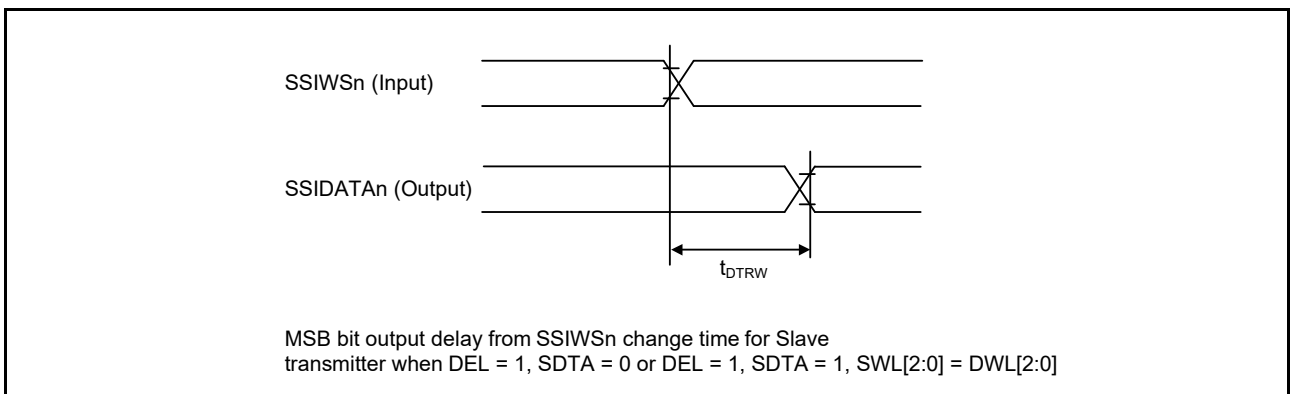 SSIWSn (Input)
SSIDATAn (Output)
tDTRW
MSB bit output delay from SSIWSn change time for Slave
transmitter when DEL = 1, SDTA = 0 or DEL = 1, SDTA = 1, SWL[2:0] = DWL[2:0]